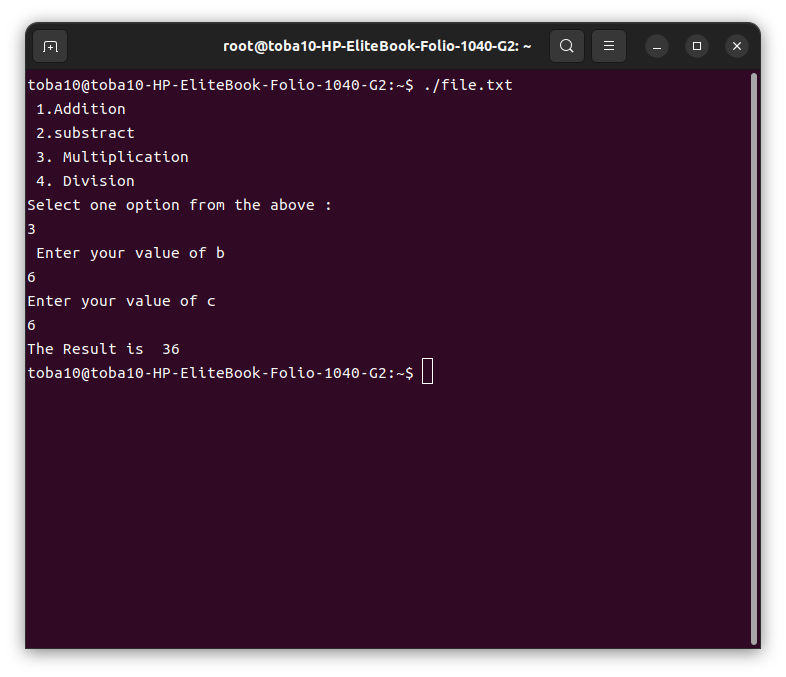 root@toba10-HP-EliteBook-Folio-1040-G2: ~
toba10@toba10-HP-EliteBook-Folio-1040-G2:~$ ./file.txt
 1.Addition
 2.substract
 3. Multiplication
 4. Division
Select one option from the above :
3
 Enter your value of b
6
Enter your value of c
6
The Result is  36
toba10@toba10-HP-EliteBook-Folio-1040-G2:~$